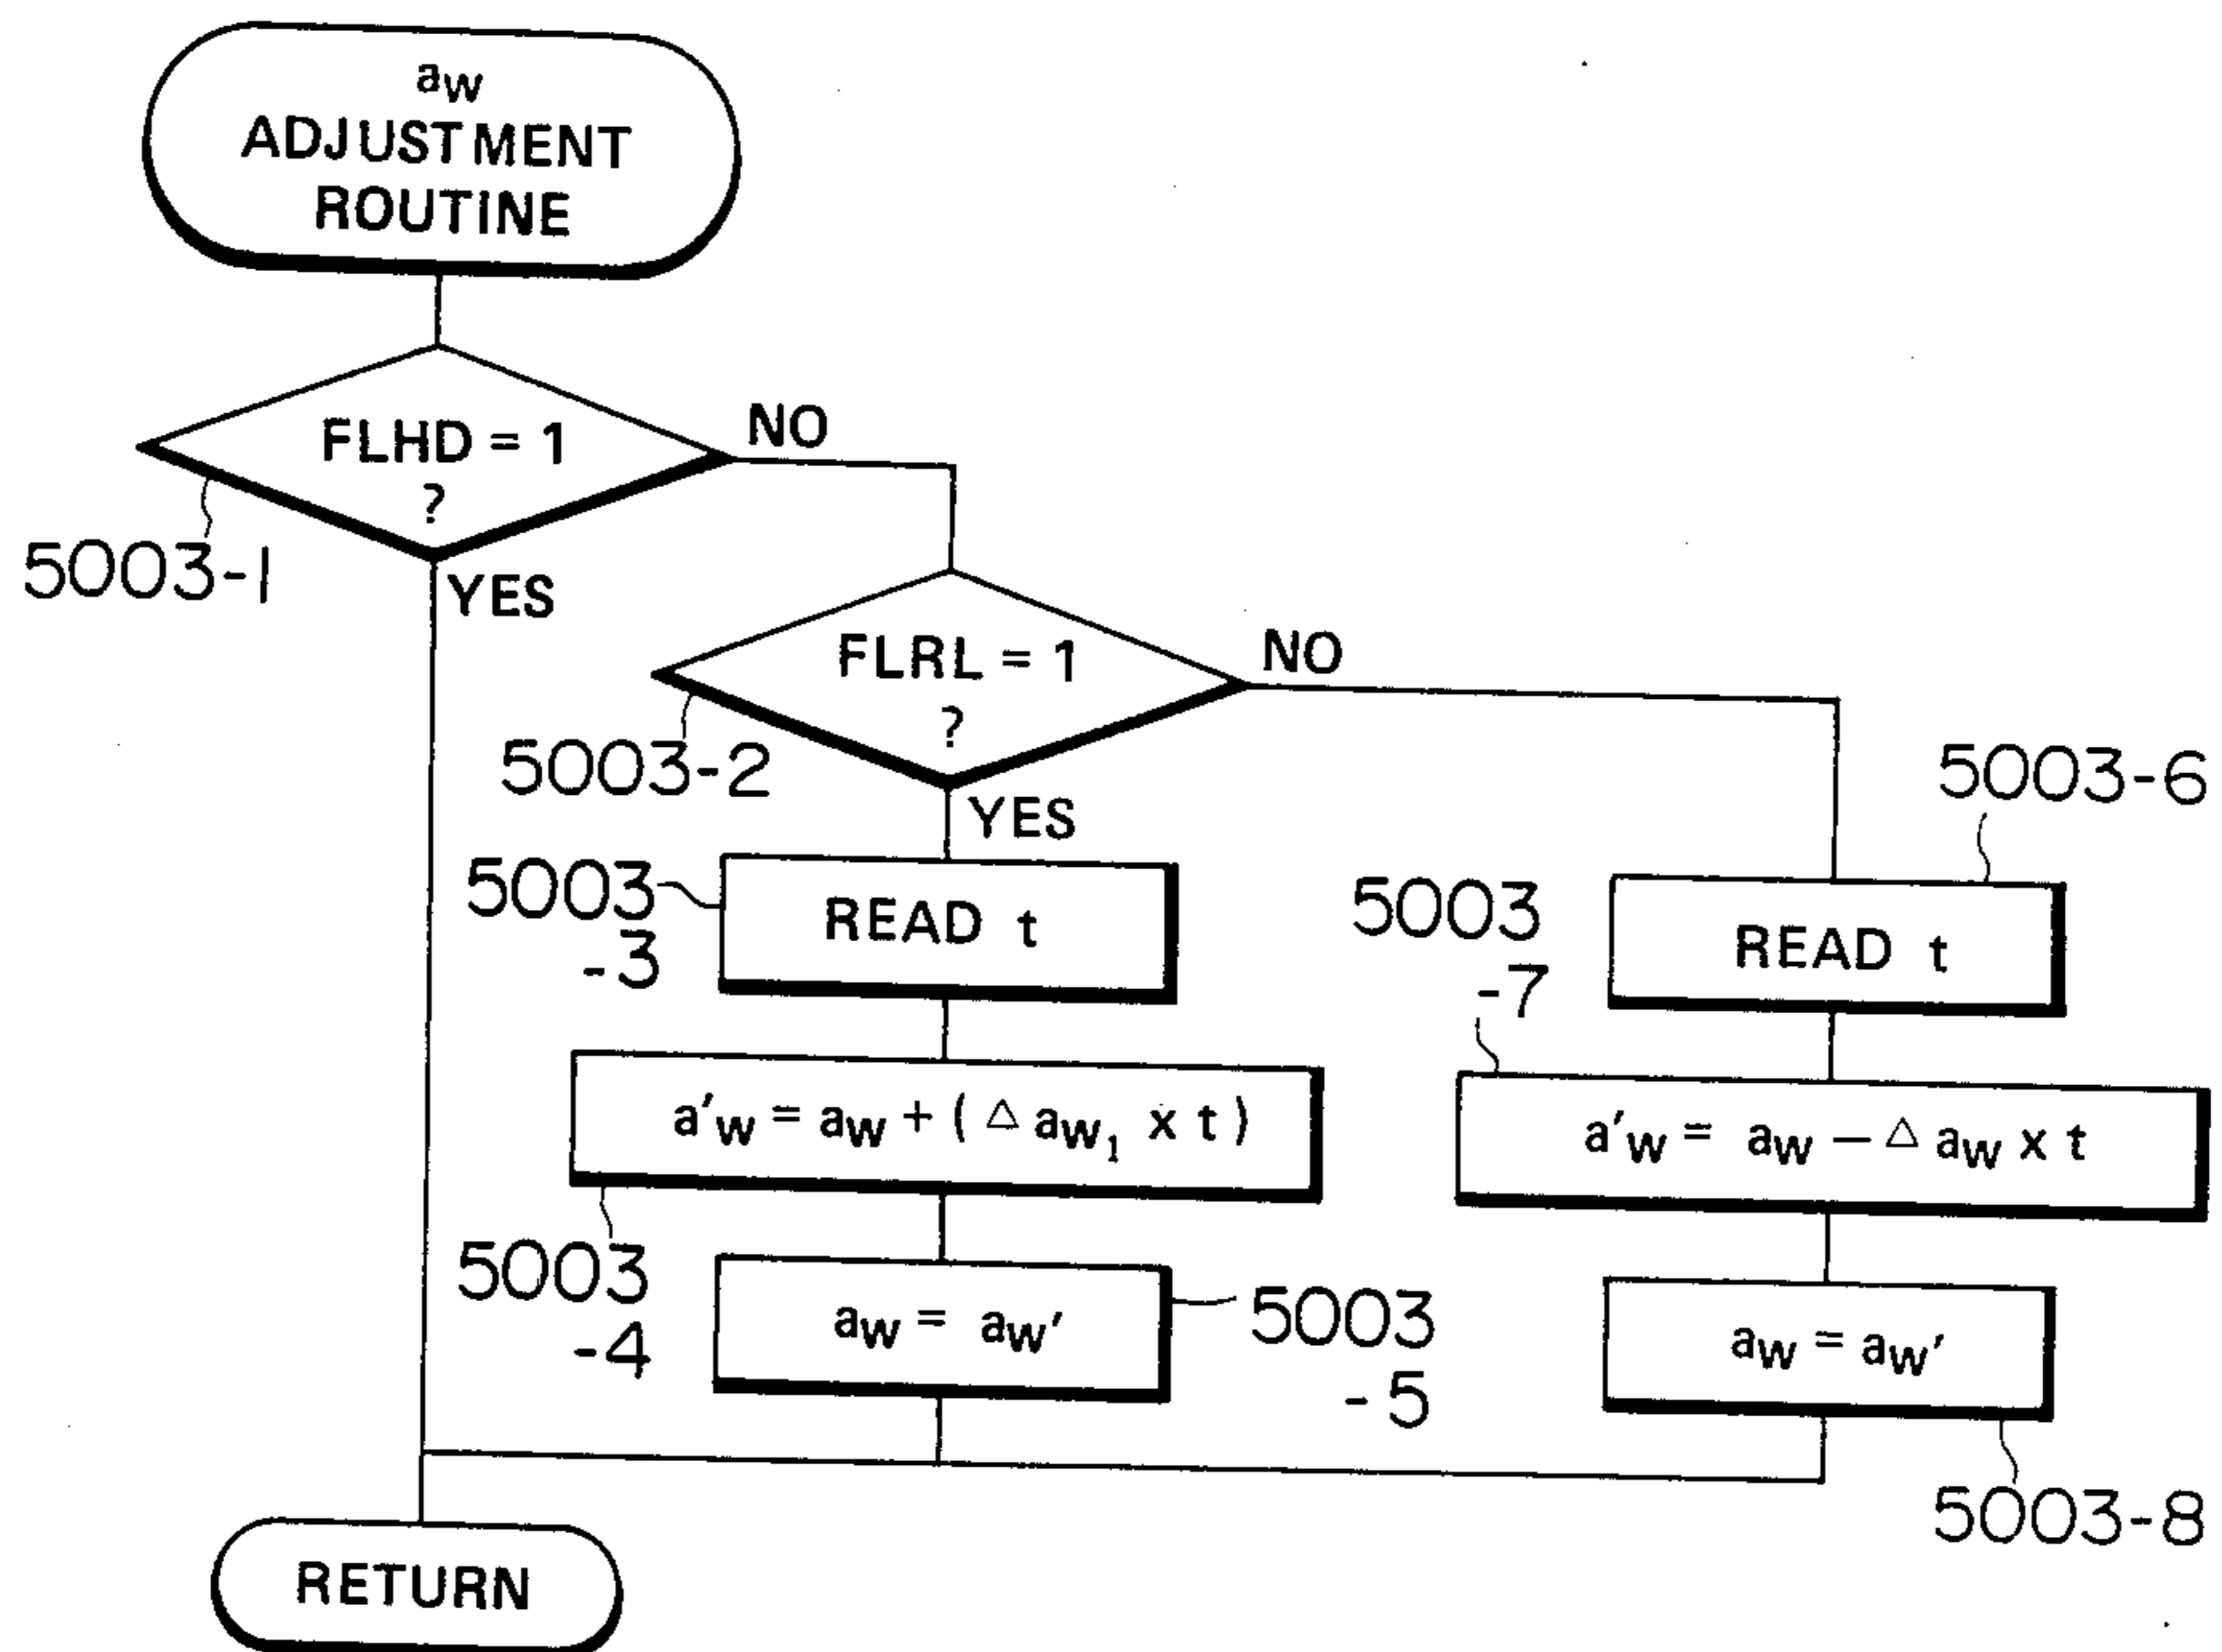 aw
ADJUSTMENT
ROUTINE
FLHD = 1
?
NO
5003-1
YES
FLRL = 1
?
NO
5003-2
YES
5003-6
5003
-3
READ t
5003
-7
READ t
a'w = aw + ( △ aw1 x t )
a'w = aw — △ aw x t
5003
-4
aw = aw'
5003
-5
aw = aw'
5003-8
RETURN